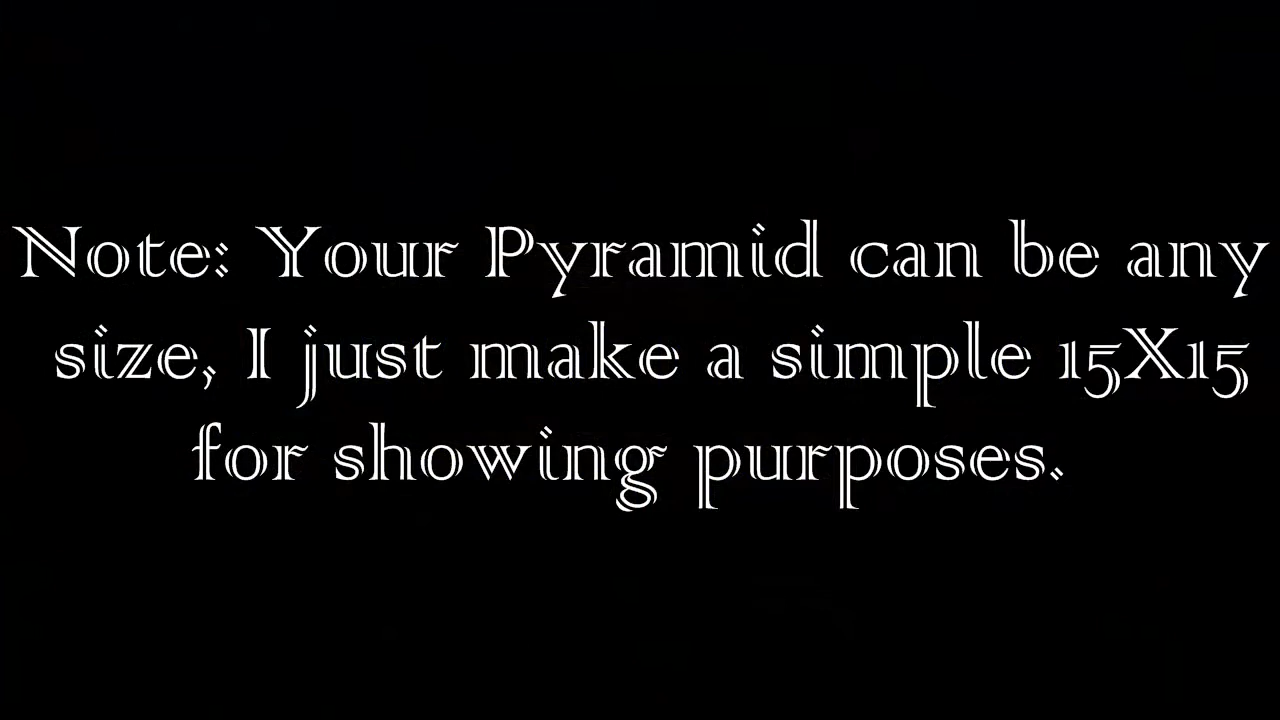 Note: Your Pyramid can be any
size, I just make a simple 15X15
for showing purposes.